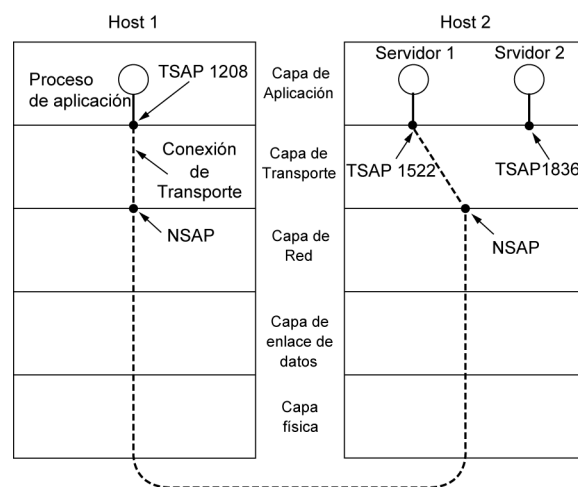 Host 1
Host 2
Proceso
de aplicación
TSAP 1208
Capa de
Aplicación
Servidor 1
Srvidor 2
Conexión
de
Transporte
Capa de
Transporte
TSAP 1522
TSAP1836
NSAP
Capa de
Red
NSAP
Capa de
enlace de
datos
Capa
física